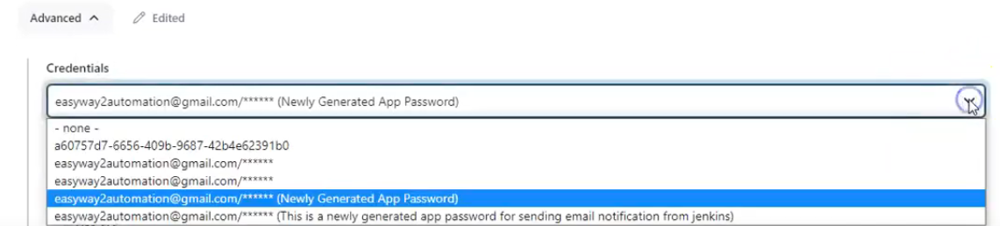 Advanced Edited
Credentials
easyway2automation@gmail.com/****** (Newly Generated App Password)
- none -
a60757d7-6656-409b-9687-42b4e62391b0
easyway2automation@gmail.com/******
easyway2automation@gmail.com/******
easyway2automation@gmail.com/****** (Newly Generated App Password)
easyway2automation@gmail.com/****** (This is a newly generated app password for sending email notification from jenkins)